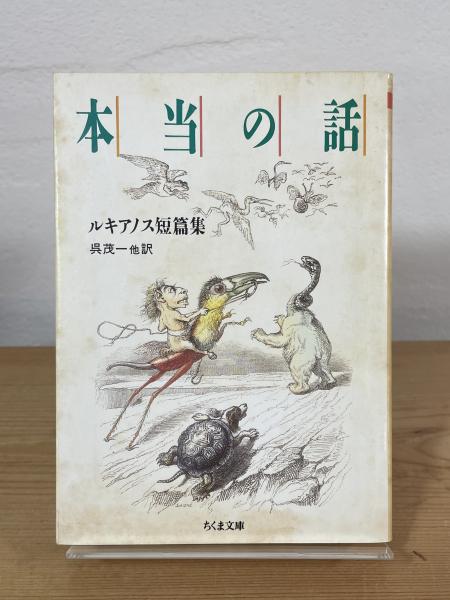 本当の話
ルキアノス短篇集
呉茂一他訳
ちくま文庫